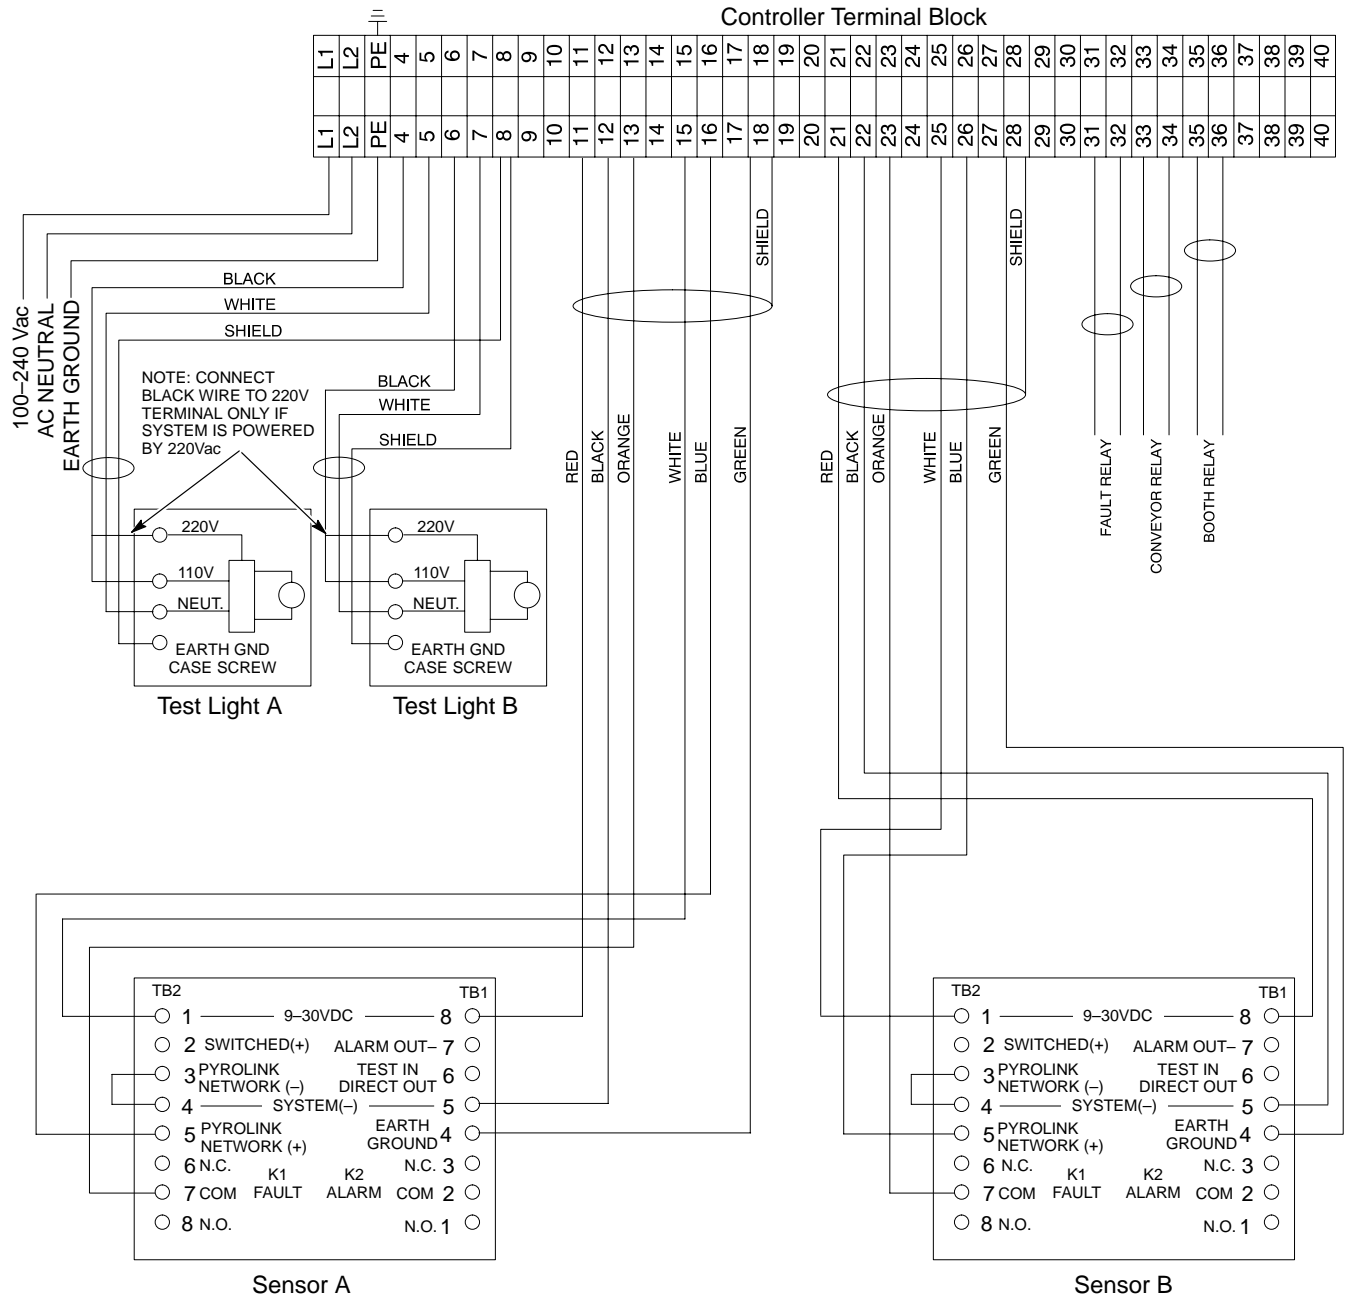 Controller Terminal Block
L1 L2 PE 4 5 6 7 8 9 10 11 12 13 14 15 16 17 18 19 20 21 22 23 24 25 26 27 28 29 30 31 32 33 34 35 36 37 38 39 40
L1 L2 PE 4 5 6 7 8 9 10 11 12 13 14 15 16 17 18 19 20 21 22 23 24 25 26 27 28 29 30 31 32 33 34 35 36 37 38 39 40
100–240 Vac
AC NEUTRAL
EARTH GROUND
BLACK
WHITE
SHIELD
NOTE: CONNECT
BLACK WIRE TO 220V
TERMINAL ONLY IF
SYSTEM IS POWERED
BY 220Vac
BLACK
WHITE
SHIELD
RED
BLACK
ORANGE
WHITE
BLUE
GREEN
SHIELD
RED
BLACK
ORANGE
WHITE
BLUE
GREEN
SHIELD
FAULT RELAY
CONVEYOR RELAY
BOOTH RELAY
220V
110V
NEUT.
EARTH GND
CASE SCREW
Test Light A
220V
110V
NEUT.
EARTH GND
CASE SCREW
Test Light B
TB2 TB1
1 9–30VDC 8
2 SWITCHED(+) ALARM OUT– 7
3 PYROLINK NETWORK (–) TEST IN DIRECT OUT 6
4 SYSTEM(–) 5
5 PYROLINK NETWORK (+) EARTH GROUND 4
6 N.C. N.C. 3
7 COM K1 FAULT K2 ALARM COM 2
8 N.O. N.O. 1
Sensor A
TB2 TB1
1 9–30VDC 8
2 SWITCHED(+) ALARM OUT– 7
3 PYROLINK NETWORK (–) TEST IN DIRECT OUT 6
4 SYSTEM(–) 5
5 PYROLINK NETWORK (+) EARTH GROUND 4
6 N.C. N.C. 3
7 COM K1 FAULT K2 ALARM COM 2
8 N.O. N.O. 1
Sensor B